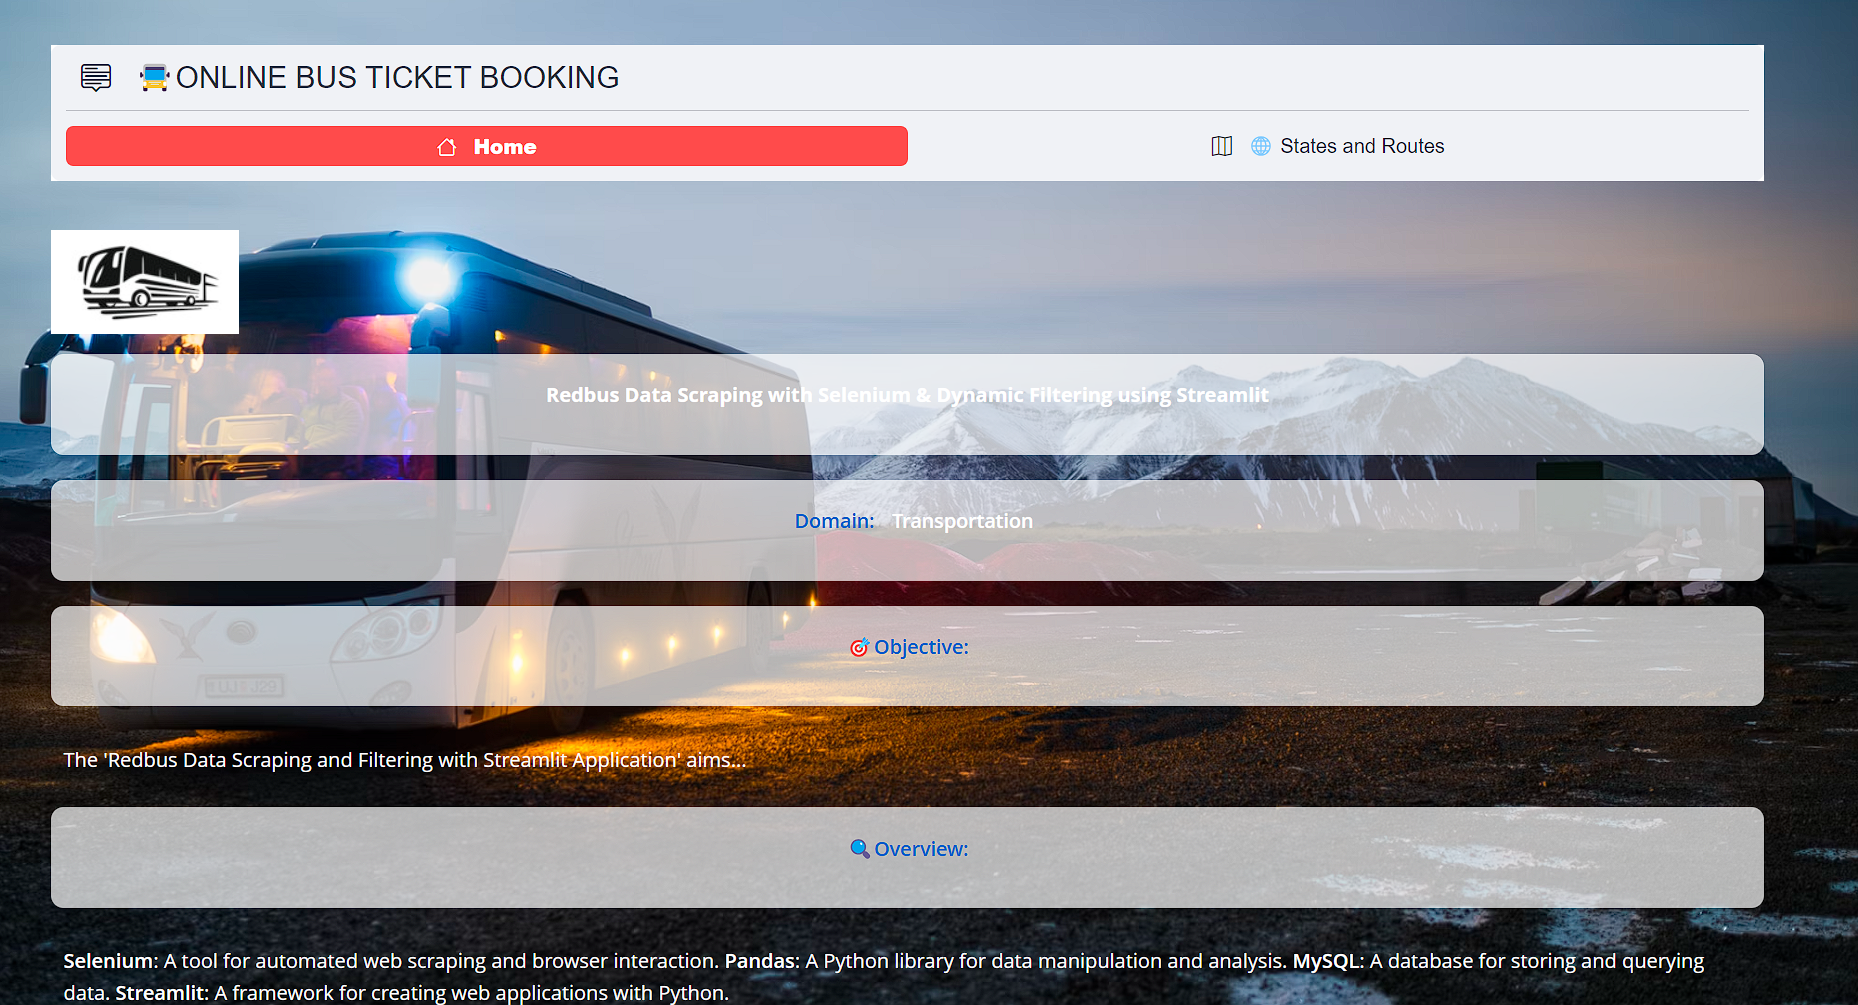 ONLINE BUS TICKET BOOKING
Home
States and Routes
Redbus Data Scraping with Selenium & Dynamic Filtering using Streamlit
Domain: Transportation
Objective:
The 'Redbus Data Scraping and Filtering with Streamlit Application' aims...
Overview:
Selenium: A tool for automated web scraping and browser interaction. Pandas: A Python library for data manipulation and analysis. MySQL: A database for storing and querying
data. Streamlit: A framework for creating web applications with Python.